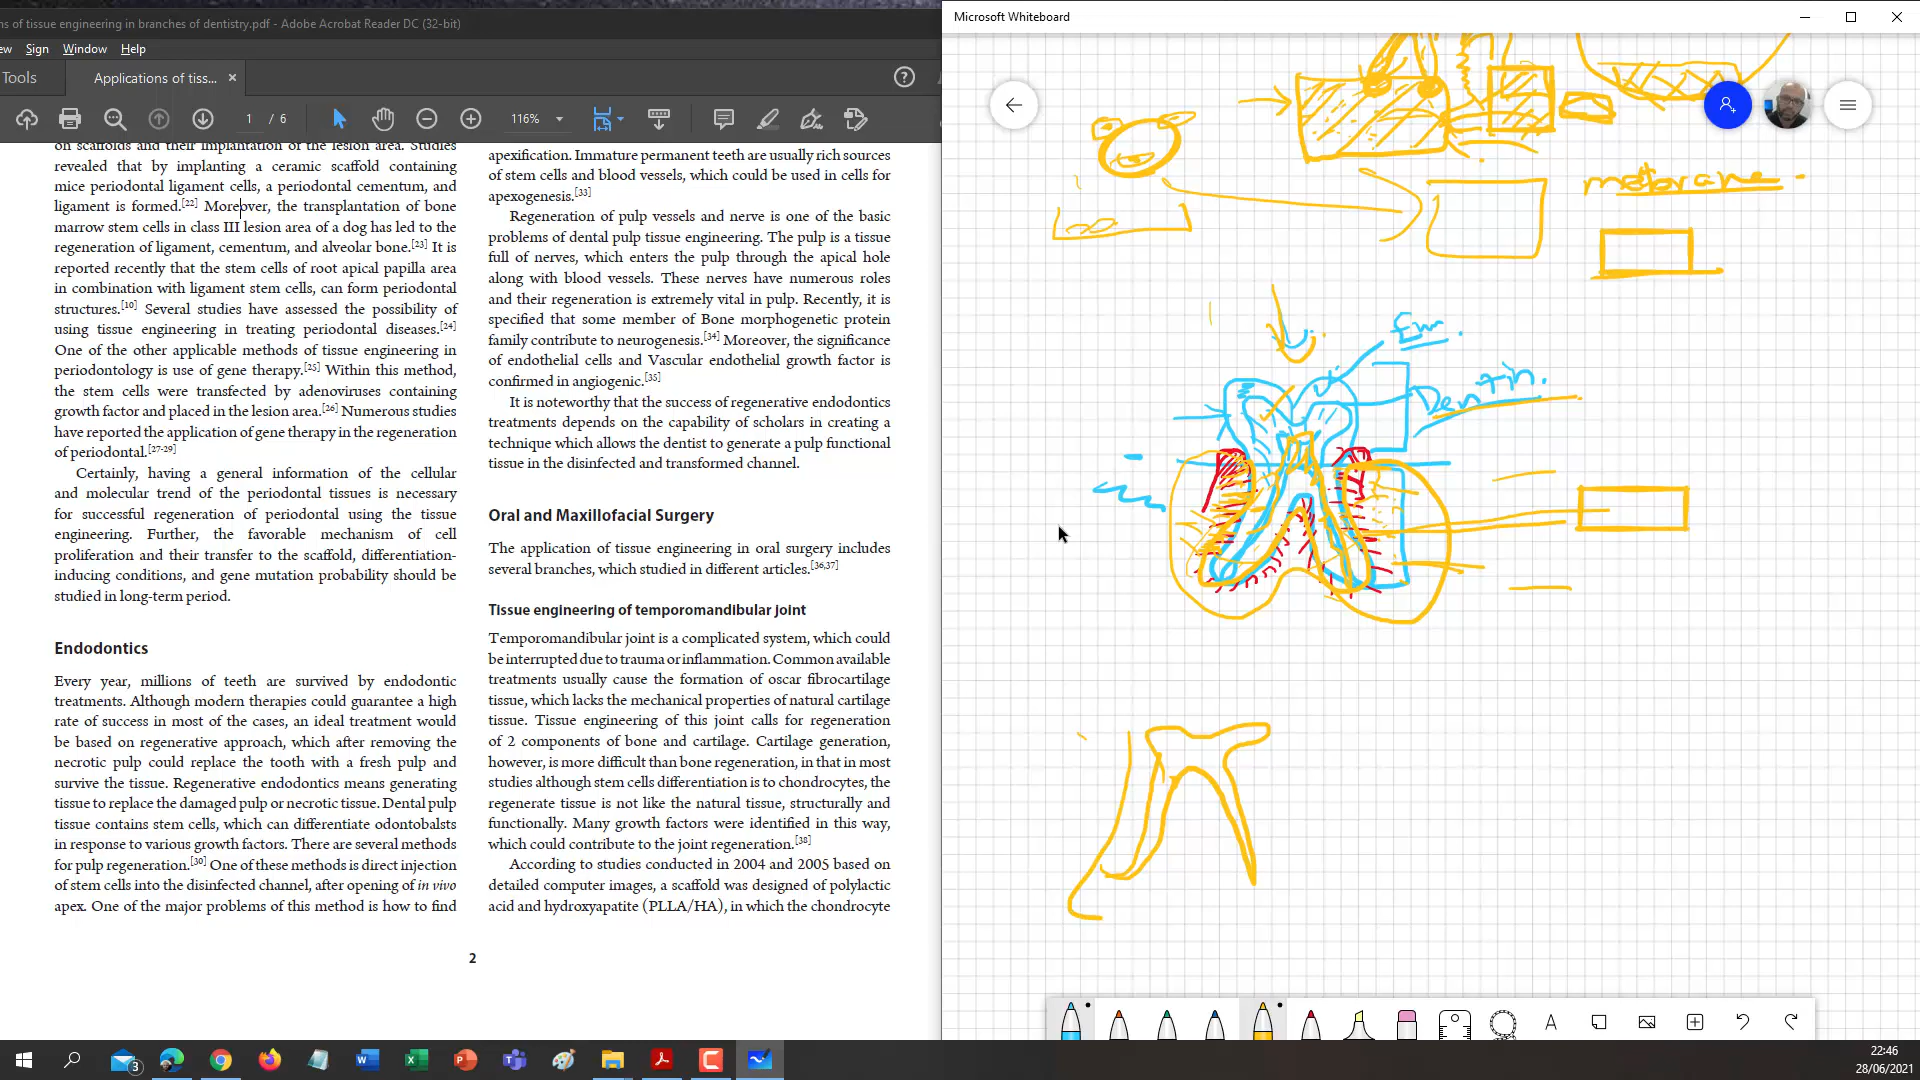 ns of tissue engineering in branches of dentistry.pdf - Adobe Acrobat Reader DC (32-bit)
ew Sign Window Help
Tools
Applications of tiss...
1 / 6
116%
on scaffolds and their implantation of the lesion area. Studies
revealed that by implanting a ceramic scaffold containing
mice periodontal ligament cells, a periodontal cementum, and
ligament is formed.[22] Moreover, the transplantation of bone
marrow stem cells in class III lesion area of a dog has led to the
regeneration of ligament, cementum, and alveolar bone.[23] It is
reported recently that the stem cells of root apical papilla area
in combination with ligament stem cells, can form periodontal
structures.[10] Several studies have assessed the possibility of
using tissue engineering in treating periodontal diseases.[24]
One of the other applicable methods of tissue engineering in
periodontology is use of gene therapy.[25] Within this method,
the stem cells were transfected by adenoviruses containing
growth factor and placed in the lesion area.[26] Numerous studies
have reported the application of gene therapy in the regeneration
of periodontal.[27-29]
Certainly, having a general information of the cellular
and molecular trend of the periodontal tissues is necessary
for successful regeneration of periodontal using the tissue
engineering. Further, the favorable mechanism of cell
proliferation and their transfer to the scaffold, differentiation-
inducing conditions, and gene mutation probability should be
studied in long-term period.
Endodontics
Every year, millions of teeth are survived by endodontic
treatments. Although modern therapies could guarantee a high
rate of success in most of the cases, an ideal treatment would
be based on regenerative approach, which after removing the
necrotic pulp could replace the tooth with a fresh pulp and
survive the tissue. Regenerative endodontics means generating
tissue to replace the damaged pulp or necrotic tissue. Dental pulp
tissue contains stem cells, which can differentiate odontobalsts
in response to various growth factors. There are several methods
for pulp regeneration.[30] One of these methods is direct injection
of stem cells into the disinfected channel, after opening of in vivo
apex. One of the major problems of this method is how to find
apexification. Immature permanent teeth are usually rich sources
of stem cells and blood vessels, which could be used in cells for
apexogenesis.[33]
Regeneration of pulp vessels and nerve is one of the basic
problems of dental pulp tissue engineering. The pulp is a tissue
full of nerves, which enters the pulp through the apical hole
along with blood vessels. These nerves have numerous roles
and their regeneration is extremely vital in pulp. Recently, it is
specified that some member of Bone morphogenetic protein
family contribute to neurogenesis.[34] Moreover, the significance
of endothelial cells and Vascular endothelial growth factor is
confirmed in angiogenic.[35]
It is noteworthy that the success of regenerative endodontics
treatments depends on the capability of scholars in creating a
technique which allows the dentist to generate a pulp functional
tissue in the disinfected and transformed channel.
Oral and Maxillofacial Surgery
The application of tissue engineering in oral surgery includes
several branches, which studied in different articles.[36,37]
Tissue engineering of temporomandibular joint
Temporomandibular joint is a complicated system, which could
be interrupted due to trauma or inflammation. Common available
treatments usually cause the formation of oscar fibrocartilage
tissue, which lacks the mechanical properties of natural cartilage
tissue. Tissue engineering of this joint calls for regeneration
of 2 components of bone and cartilage. Cartilage generation,
however, is more difficult than bone regeneration, in that in most
studies although stem cells differentiation is to chondrocytes, the
regenerate tissue is not like the natural tissue, structurally and
functionally. Many growth factors were identified in this way,
which could contribute to the joint regeneration.[38]
According to studies conducted in 2004 and 2005 based on
detailed computer images, a scaffold was designed of polylactic
acid and hydroxyapatite (PLLA/HA), in which the chondrocyte
2
Microsoft Whiteboard
Dentin.
3
22:46
28/06/2021